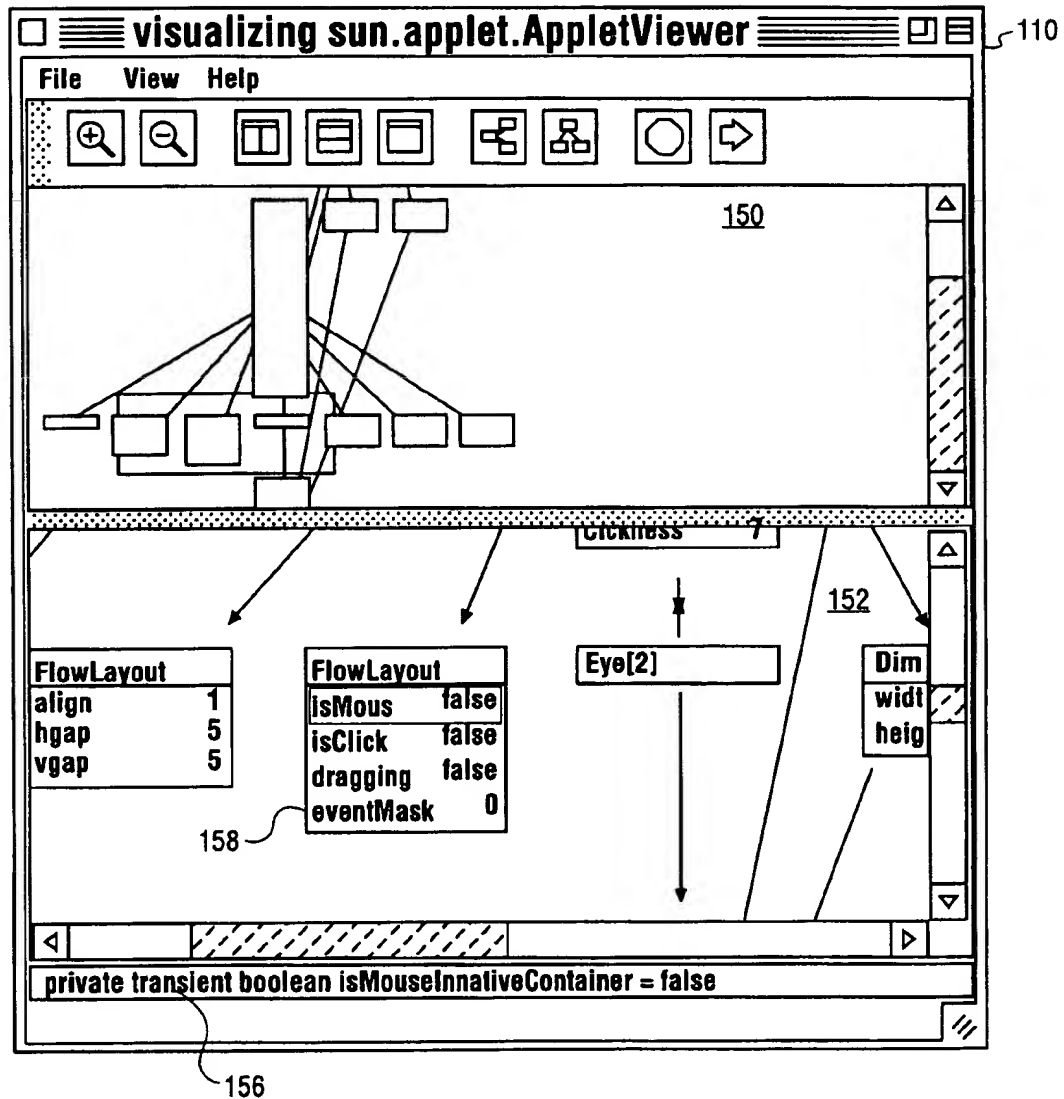 visualizing sun.applet.AppletViewer
110
File View Help
150
Cickness 7
152
FlowLayout
align 1
hgap 5
vgap 5
FlowLayout
isMous false
isClick false
dragging false
eventMask 0
158
Eye[2]
Dim
widt
heig
private transient boolean isMouseInnativeContainer = false
156